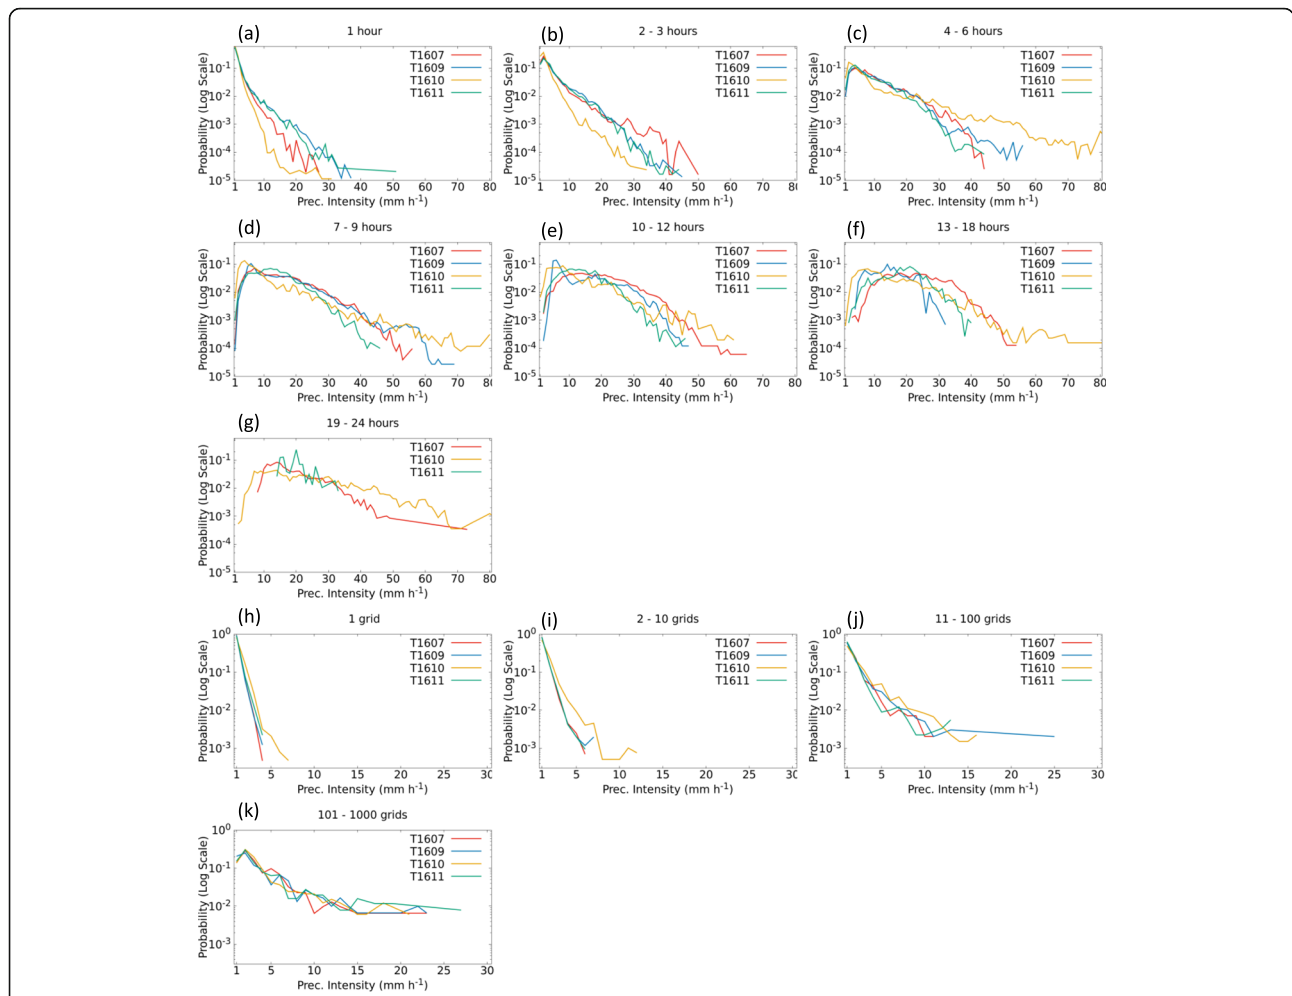 (a) 1 hour
Probability (Log Scale)
10-1
10-2
10-3
10-4
10-5
T1607
T1609
T1610
T1611
1 10 20 30 40 50 60 70 80
Prec. Intensity (mm h-1)
(b) 2 - 3 hours
Probability (Log Scale)
10-1
10-2
10-3
10-4
10-5
T1607
T1609
T1610
T1611
1 10 20 30 40 50 60 70 80
Prec. Intensity (mm h-1)
(c) 4 - 6 hours
Probability (Log Scale)
10-1
10-2
10-3
10-4
10-5
T1607
T1609
T1610
T1611
1 10 20 30 40 50 60 70 80
Prec. Intensity (mm h-1)
(d) 7 - 9 hours
Probability (Log Scale)
10-1
10-2
10-3
10-4
10-5
T1607
T1609
T1610
T1611
1 10 20 30 40 50 60 70 80
Prec. Intensity (mm h-1)
(e) 10 - 12 hours
Probability (Log Scale)
10-1
10-2
10-3
10-4
10-5
T1607
T1609
T1610
T1611
1 10 20 30 40 50 60 70 80
Prec. Intensity (mm h-1)
(f) 13 - 18 hours
Probability (Log Scale)
10-1
10-2
10-3
10-4
10-5
T1607
T1609
T1610
T1611
1 10 20 30 40 50 60 70 80
Prec. Intensity (mm h-1)
(g) 19 - 24 hours
Probability (Log Scale)
10-1
10-2
10-3
10-4
10-5
T1607
T1610
T1611
1 10 20 30 40 50 60 70 80
Prec. Intensity (mm h-1)
(h) 1 grid
Probability (Log Scale)
100
10-1
10-2
10-3
T1607
T1609
T1610
T1611
1 5 10 15 20 25 30
Prec. Intensity (mm h-1)
(i) 2 - 10 grids
Probability (Log Scale)
100
10-1
10-2
10-3
T1607
T1609
T1610
T1611
1 5 10 15 20 25 30
Prec. Intensity (mm h-1)
(j) 11 - 100 grids
Probability (Log Scale)
100
10-1
10-2
10-3
T1607
T1609
T1610
T1611
1 5 10 15 20 25 30
Prec. Intensity (mm h-1)
(k) 101 - 1000 grids
Probability (Log Scale)
100
10-1
10-2
10-3
T1607
T1609
T1610
T1611
1 5 10 15 20 25 30
Prec. Intensity (mm h-1)